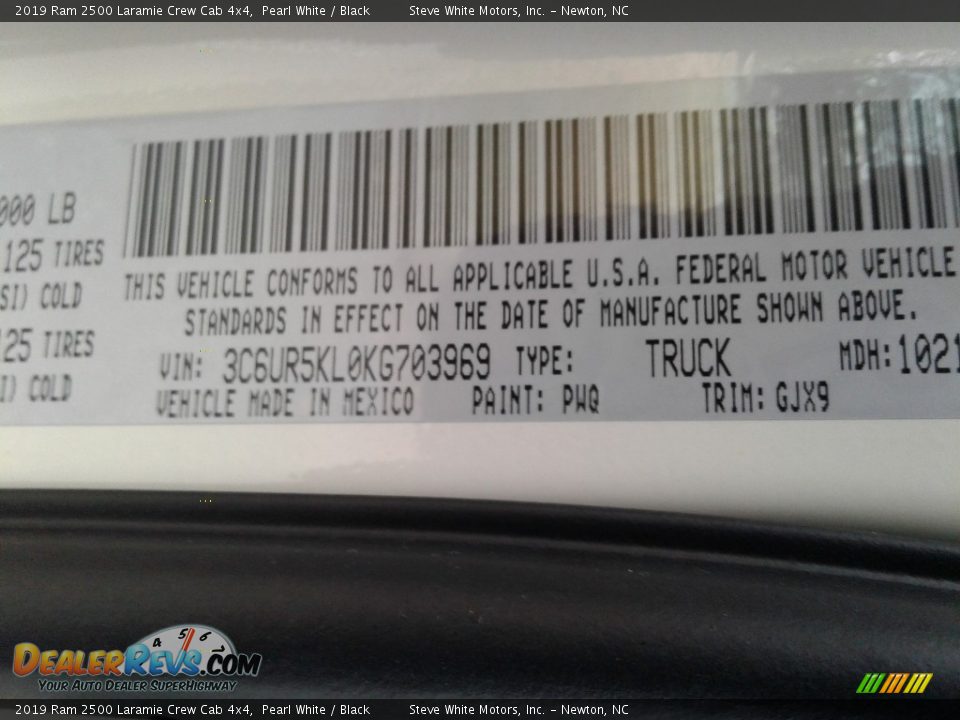 2019 Ram 2500 Laramie Crew Cab 4x4, Pearl White / Black Steve White Motors, Inc. - Newton, NC
000 LB
125 TIRES
SI) COLD
125 TIRES
I) COLD
THIS VEHICLE CONFORMS TO ALL APPLICABLE U.S.A. FEDERAL MOTOR VEHICLE
STANDARDS IN EFFECT ON THE DATE OF MANUFACTURE SHOWN ABOVE.
VIN: 3C6UR5KL0KG703969 TYPE: TRUCK MDH: 1021
VEHICLE MADE IN MEXICO PAINT: PWQ TRIM: GJX9
4 5 6
DEALERREVS.COM
YOUR AUTO DEALER SUPERHIGHWAY
2019 Ram 2500 Laramie Crew Cab 4x4, Pearl White / Black Steve White Motors, Inc. - Newton, NC